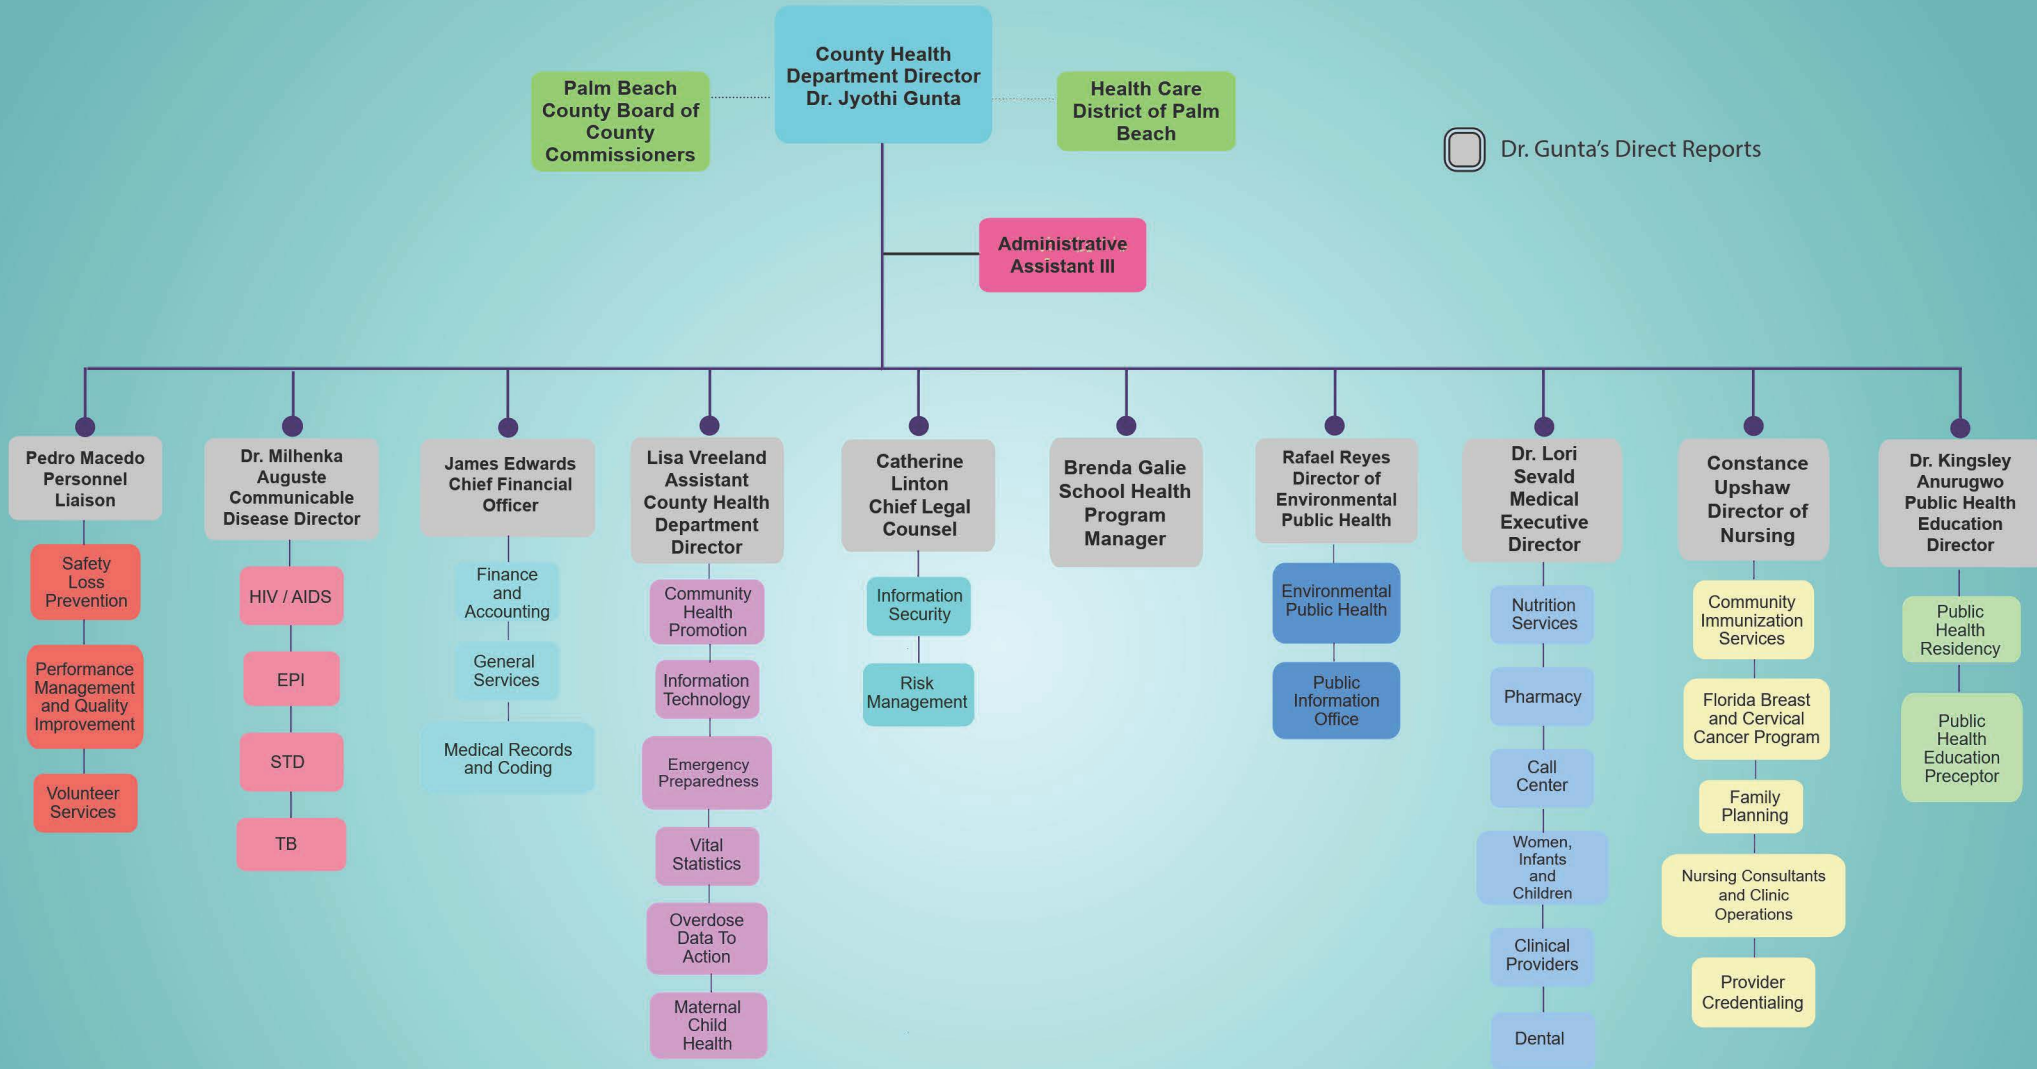 County Health
Department Director
Dr. Jyothi Gunta
Palm Beach
County Board of
County
Commissioners
Health Care
District of Palm
Beach
Dr. Gunta’s Direct Reports
Administrative
Assistant III
Pedro Macedo
Personnel
Liaison
Safety
Loss
Prevention
Performance
Management
and Quality
Improvement
Volunteer
Services
Dr. Milhenka
Auguste
Communicable
Disease Director
HIV / AIDS
EPI
STD
TB
James Edwards
Chief Financial
Officer
Finance
and
Accounting
General
Services
Medical Records
and Coding
Lisa Vreeland
Assistant
County Health
Department
Director
Community
Health
Promotion
Information
Technology
Emergency
Preparedness
Vital
Statistics
Overdose
Data To
Action
Maternal
Child
Health
Catherine
Linton
Chief Legal
Counsel
Information
Security
Risk
Management
Brenda Galie
School Health
Program
Manager
Rafael Reyes
Director of
Environmental
Public Health
Environmental
Public Health
Public
Information
Office
Dr. Lori
Sevald
Medical
Executive
Director
Nutrition
Services
Pharmacy
Call
Center
Women,
Infants
and
Children
Clinical
Providers
Dental
Constance
Upshaw
Director of
Nursing
Community
Immunization
Services
Florida Breast
and Cervical
Cancer Program
Family
Planning
Nursing Consultants
and Clinic
Operations
Provider
Credentialing
Dr. Kingsley
Anurugwo
Public Health
Education
Director
Public
Health
Residency
Public
Health
Education
Preceptor